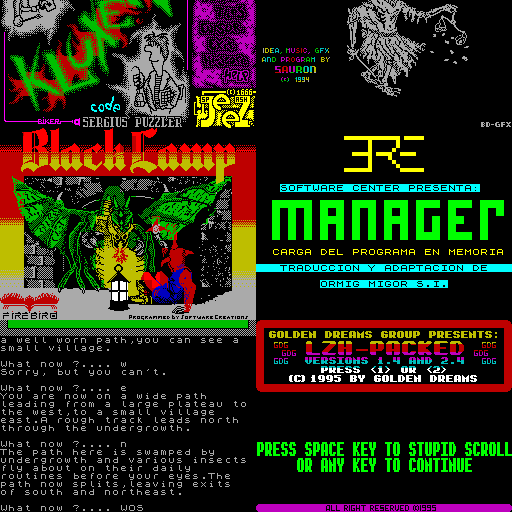 KLUXEN
code
BIKER
SERGIUS PUZZLER
(C) 1666
IDEA, MUSIC, GFX
AND PROGRAM BY
SAURON
(C) 1994
BD-GFX
Black Lamp
FIREBIRD
PROGRAMMED BY SOFTWARE CREATIONS
ERE
SOFTWARE CENTER PRESENTA:
MANAGER
CARGA DEL PROGRAMA EN MEMORIA
TRADUCCION Y ADAPTACION DE
ORMIG MIGOR S.I.
a well worn path,you can see a
small village.
What now ?.... w
Sorry, but you can't.
What now ?.... e
You are now on a wide path
leading from a large plateau to
the west,to a small village
east.A rough track leads north
through the undergrowth.
What now ?.... n
The path here is swamped by
undergrowth and various insects
fly about on their daily
routines before your eyes.The
path now splits,leaving exits
of south and northeast.
What now ?.... WOS
GOLDEN DREAMS GROUP PRESENTS:
GDG LZH-PACKED GDG
GDG GDG
GDG VERSIONS 1.4 AND 2.4 GDG
PRESS <1> OR <2>
(C) 1995 BY GOLDEN DREAMS
PRESS SPACE KEY TO STUPID SCROLL
OR ANY KEY TO CONTINUE
ALL RIGHT RESERVED @1995